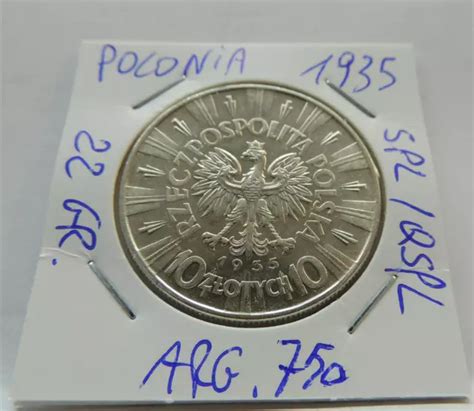 POLONIA 1935
SPL/QSPL
22 GR.
RZECZPOSPOLITA POLSKA
1935
10 ZŁOTYCH 10
ARG. 750